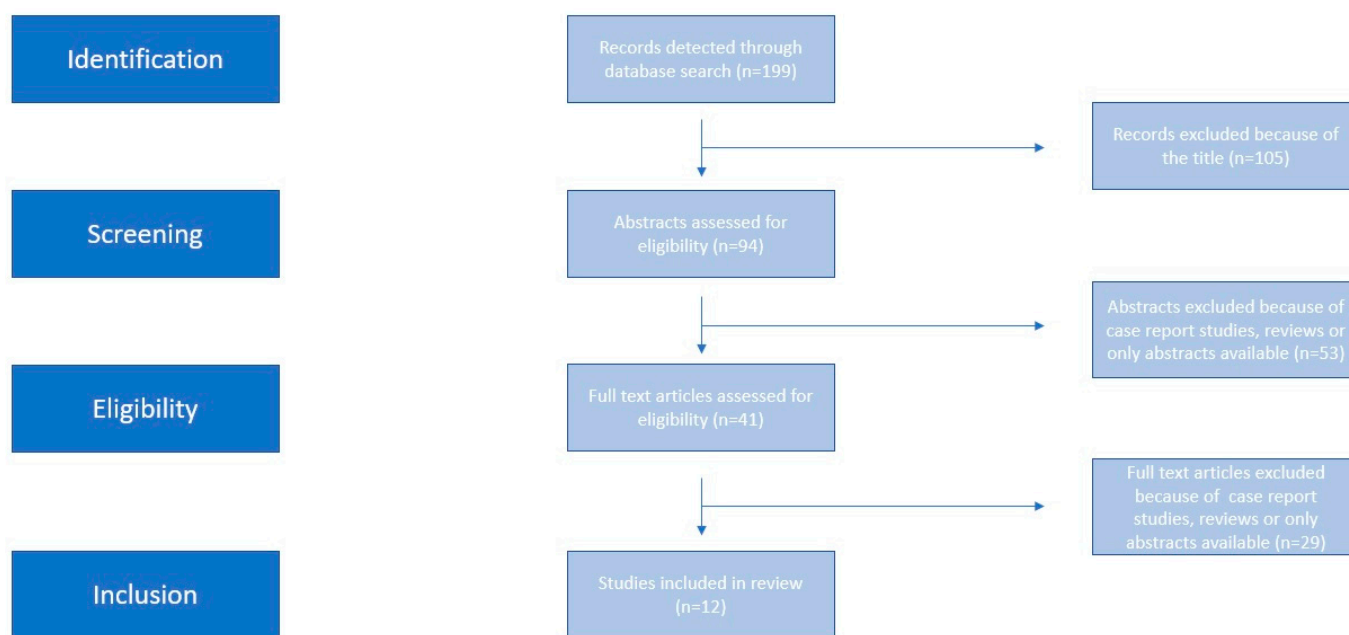 Identification
Records detected through
database search (n=199)
Records excluded because of
the title (n=105)
Screening
Abstracts assessed for
eligibility (n=94)
Abstracts excluded because of
case report studies, reviews or
only abstracts available (n=53)
Eligibility
Full text articles assessed for
eligibility (n=41)
Full text articles excluded
because of case report
studies, reviews or only
abstracts available (n=29)
Inclusion
Studies included in review
(n=12)